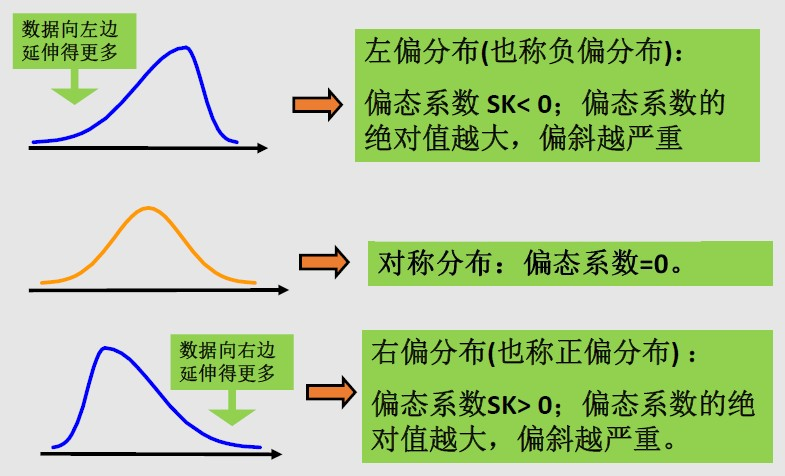 数据向左边
延伸得更多
左偏分布(也称负偏分布)：
偏态系数 SK< 0；偏态系数的
绝对值越大，偏斜越严重
对称分布：偏态系数=0。
数据向右边
延伸得更多
右偏分布(也称正偏分布)：
偏态系数SK> 0；偏态系数的绝
对值越大，偏斜越严重。